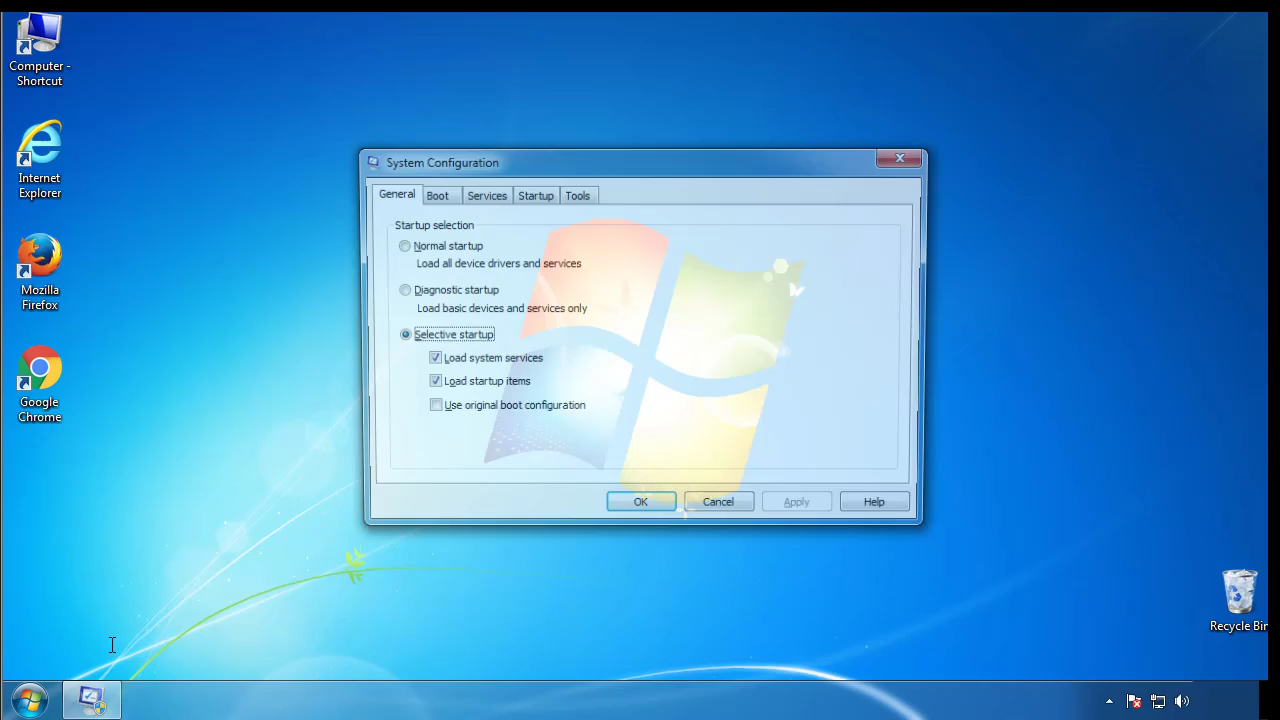 Computer -
Shortcut
Internet
Explorer
Mozilla
Firefox
Google
Chrome
System Configuration
General Boot Services Startup Tools
Startup selection
Normal startup
Load all device drivers and services
Diagnostic startup
Load basic devices and services only
Selective startup
Load system services
Load startup items
Use original boot configuration
OK Cancel Apply Help
Recycle Bin